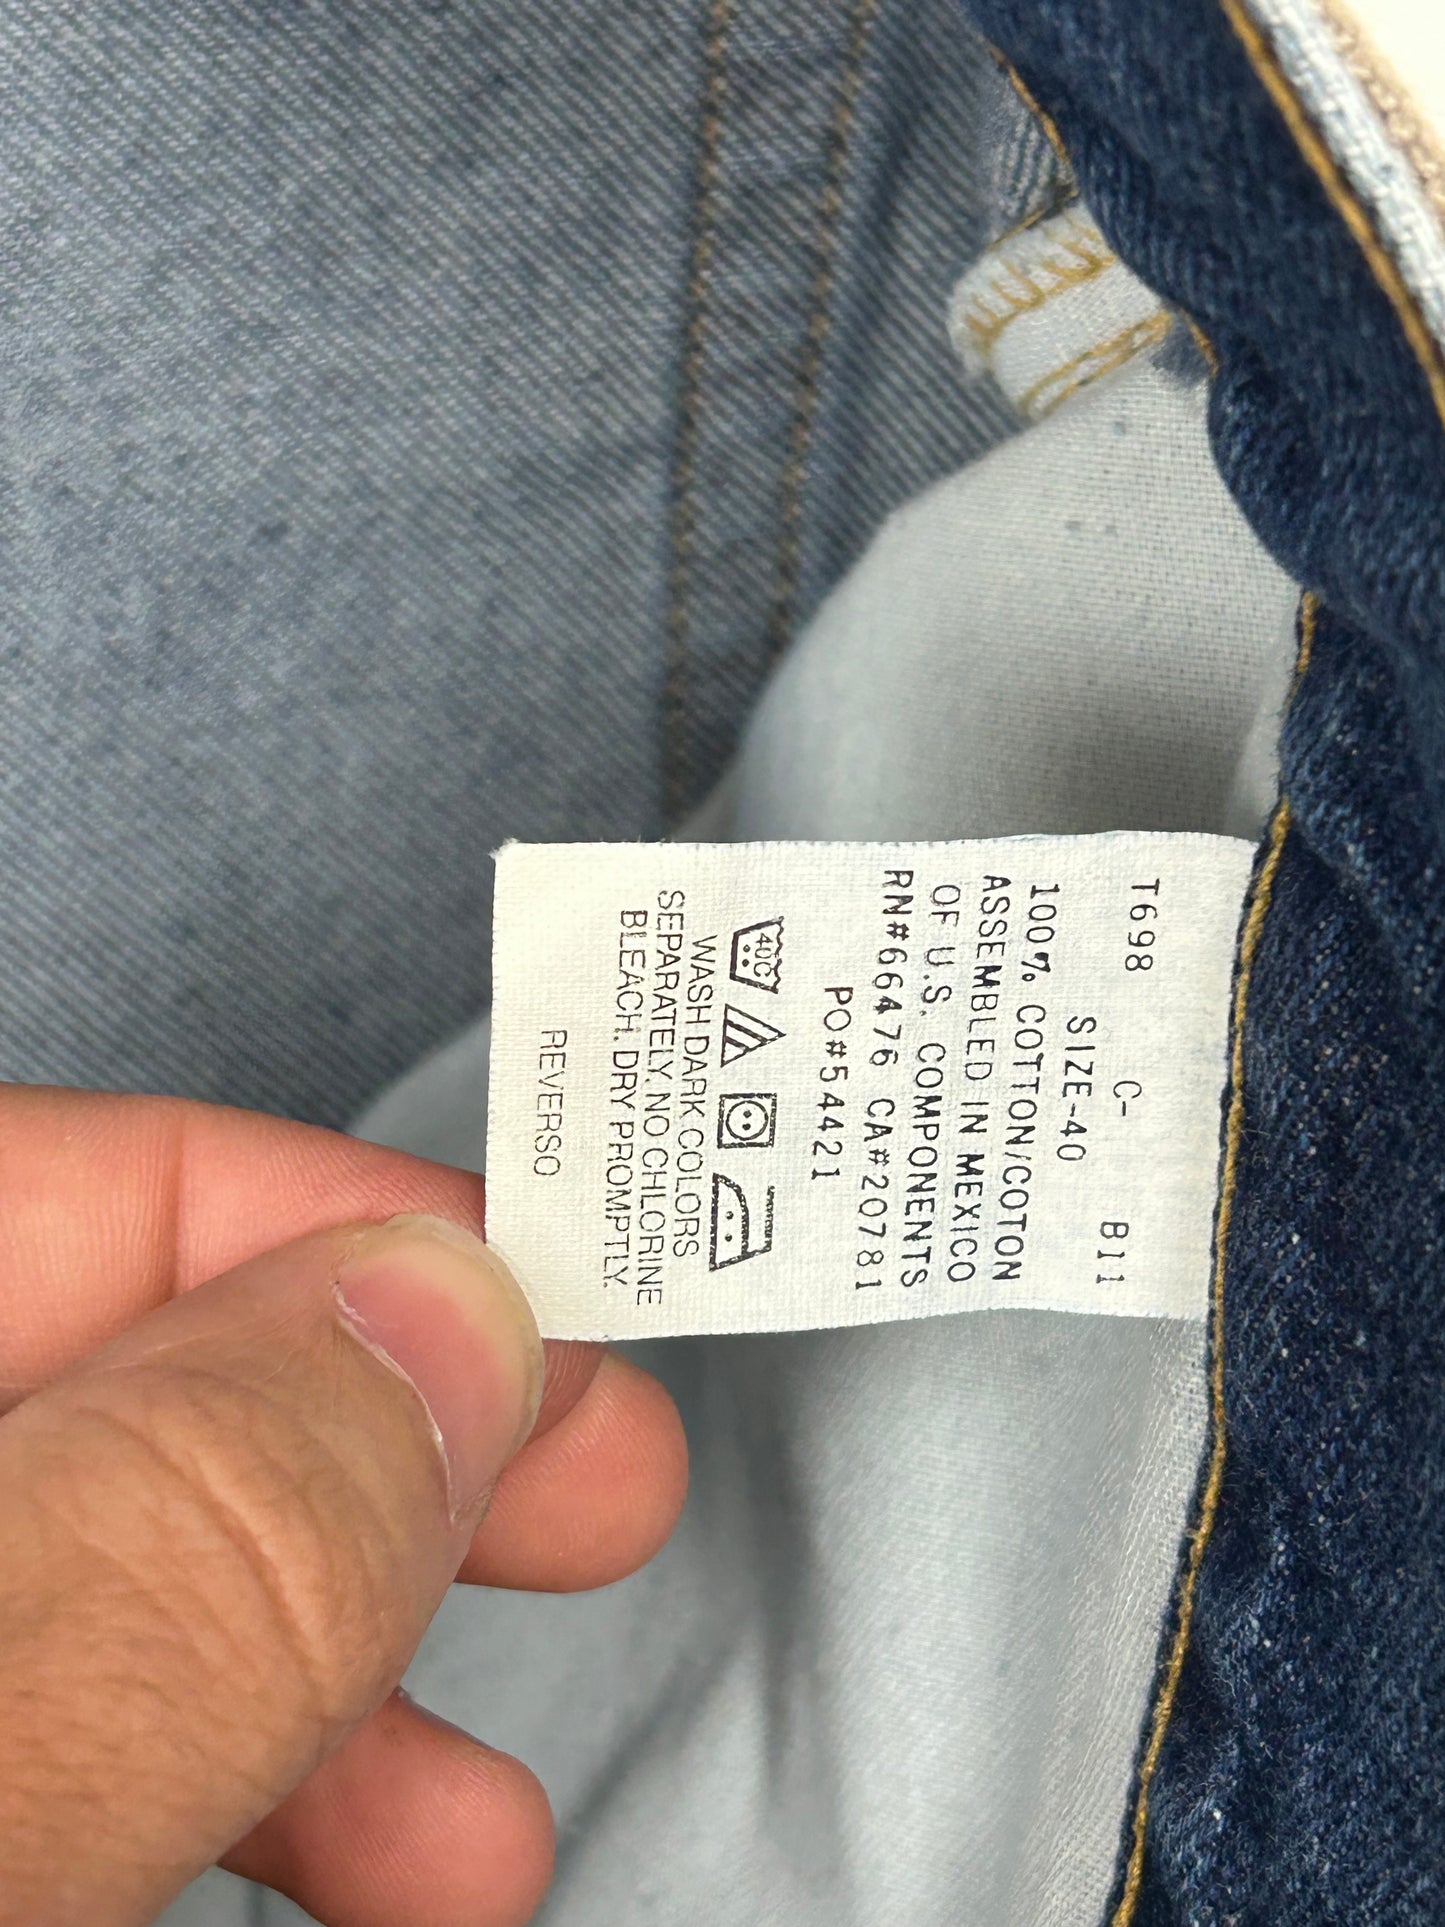 T698 C- B11
SIZE-40
100% COTTON/COTON
ASSEMBLED IN MEXICO
OF U.S. COMPONENTS
RN#66476 CA#20781
PO#54421
40C
WASH DARK COLORS
SEPARATELY. NO CHLORINE
BLEACH. DRY PROMPTLY.
REVERSO